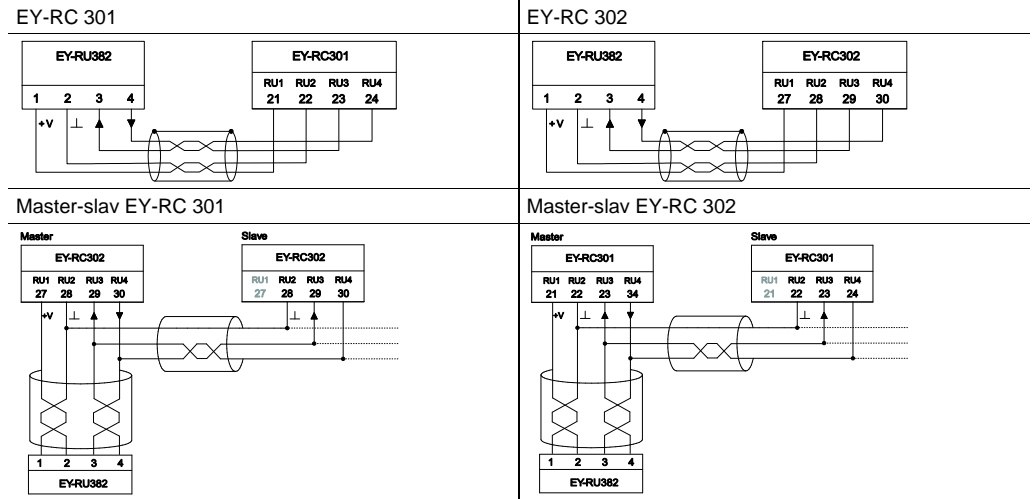 EY-RC 301
EY-RU382
1 2 3 4
+V ⊥
EY-RC301
RU1 RU2 RU3 RU4
21 22 23 24
EY-RC 302
EY-RU382
1 2 3 4
+V ⊥
EY-RC302
RU1 RU2 RU3 RU4
27 28 29 30
Master-slav EY-RC 301
Master
EY-RC302
RU1 RU2 RU3 RU4
27 28 29 30
+V ⊥
Slave
EY-RC302
RU1 RU2 RU3 RU4
27 28 29 30
⊥
1 2 3 4
EY-RU382
Master-slav EY-RC 302
Master
EY-RC301
RU1 RU2 RU3 RU4
21 22 23 34
+V ⊥
Slave
EY-RC301
RU1 RU2 RU3 RU4
21 22 23 24
⊥
1 2 3 4
EY-RU382